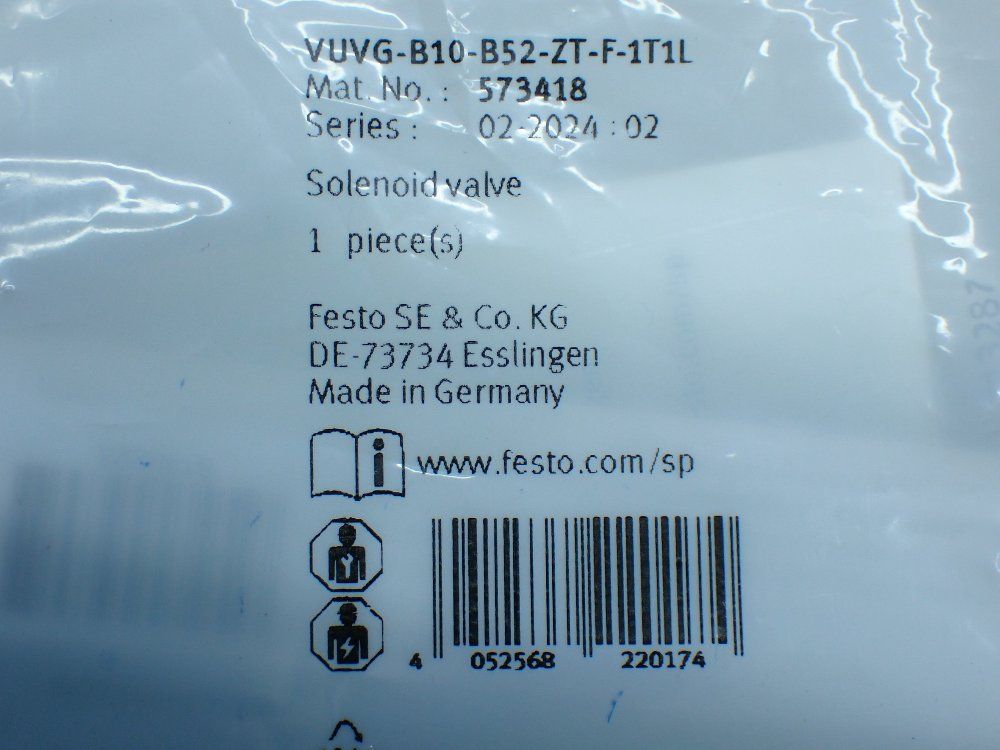 VUVG-B10-B52-ZT-F-1T1L
Mat. No. : 573418
Series : 02-2024 : 02
Solenoid valve
1 piece(s)
Festo SE & Co. KG
DE-73734 Esslingen
Made in Germany
i www.festo.com/sp
4 052568 220174